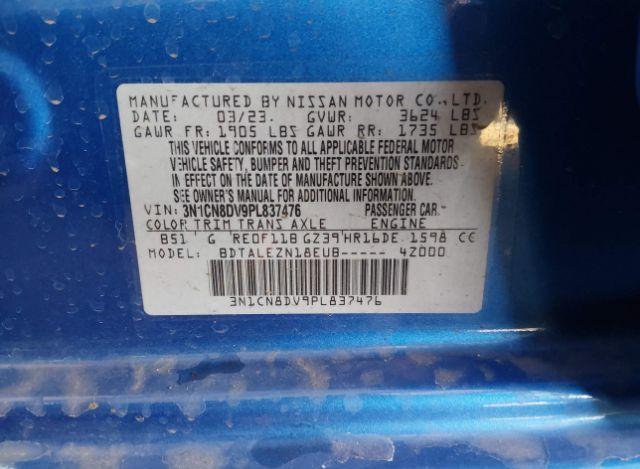 MANUFACTURED BY NISSAN MOTOR CO., LTD.
DATE: 03/23. GVWR: 3624 LBS
GAWR FR: 1905 LBS GAWR RR: 1735 LBS
THIS VEHICLE CONFORMS TO ALL APPLICABLE FEDERAL MOTOR
VEHICLE SAFETY, BUMPER AND THEFT PREVENTION STANDARDS
IN EFFECT ON THE DATE OF MANUFACTURE SHOWN ABOVE.
SEE OWNER'S MANUAL FOR ADDITIONAL INFORMATION.
VIN: 3N1CN8DV9PL837476 PASSENGER CAR
COLOR TRIM TRANS AXLE ENGINE
B51 G RE0F11B GZ39 HR16DE 1598 CC
MODEL: BDTALEZN18EUB----- 42000
3N1CN8DV9PL837476